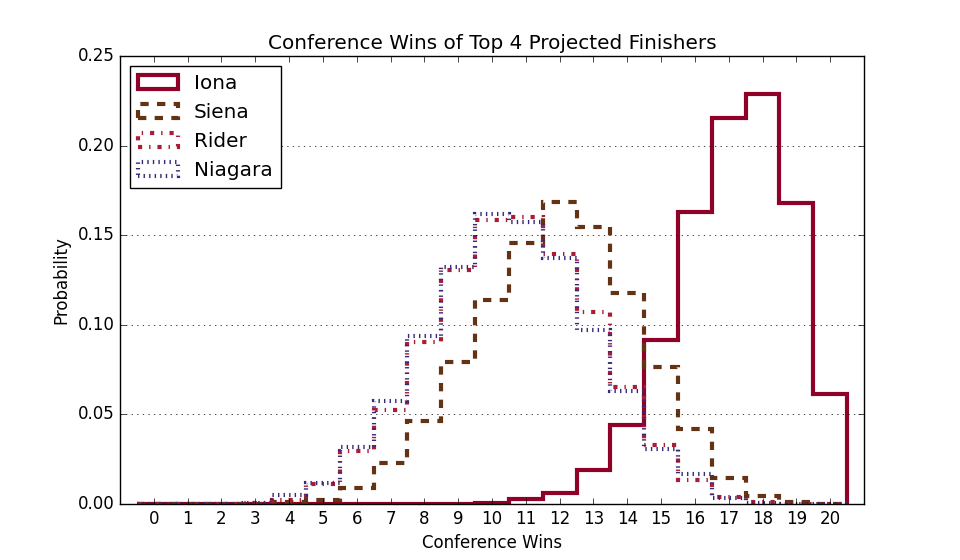 Conference Wins of Top 4 Projected Finishers
0.25
0.20
0.15
0.10
0.05
0.00
Probability
Iona
Siena
Rider
Niagara
0 1 2 3 4 5 6 7 8 9 10 11 12 13 14 15 16 17 18 19 20
Conference Wins